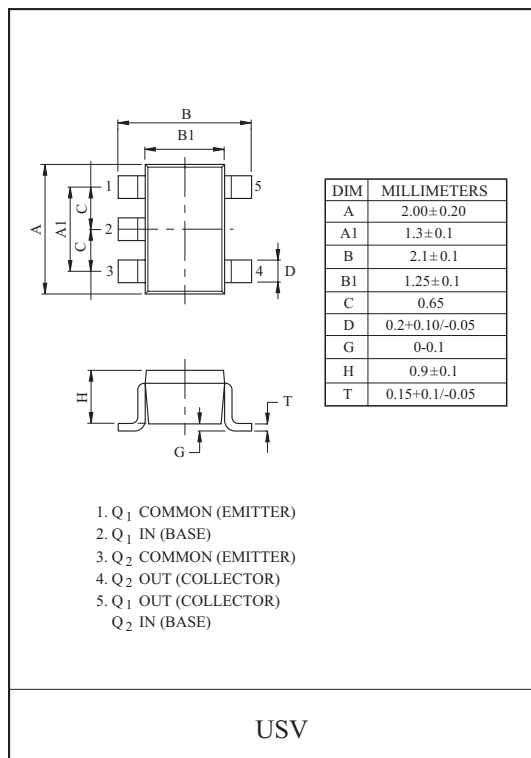 B
B1
1
5
A
A1
C
2
C
3
4
D
H
T
G
DIM MILLIMETERS
A 2.00±0.20
A1 1.3±0.1
B 2.1±0.1
B1 1.25±0.1
C 0.65
D 0.2+0.10/-0.05
G 0-0.1
H 0.9±0.1
T 0.15+0.1/-0.05
1. Q1 COMMON (EMITTER)
2. Q1 IN (BASE)
3. Q2 COMMON (EMITTER)
4. Q2 OUT (COLLECTOR)
5. Q1 OUT (COLLECTOR)
Q2 IN (BASE)
USV